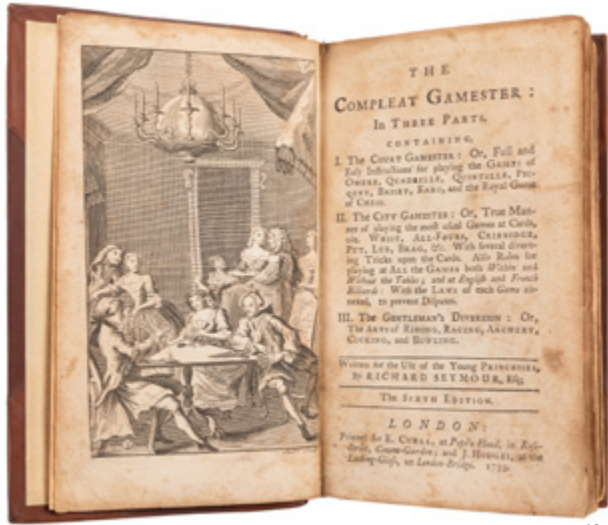 THE
COMPLEAT GAMESTER:
IN THREE PARTS.
CONTAINING,
I. The COURT GAMESTER: Or, Full and
Easy Instructions for playing the GAMES of
OMBRE, QUADRILLE, QUINTILLE, PIC-
QUET, BASSET, FARO, and the Royal Game
of CHESS.
II. The CITY GAMESTER: Or, True Man-
ner of playing the most usual Games at Cards,
viz. WHIST, ALL-FOURS, CRIBBIDGE,
PUT, LUE, BRAG, &c. With several divert-
ing Tricks upon the Cards. Also Rules for
playing at ALL the GAMES both Within and
Without the Tables; and at English and French
Billiards: With the LAWS of each Game an-
nexed, to prevent Disputes.
III. The GENTLEMAN'S DIVERSION: Or,
The ARTS of RIDING, RACING, ARCHERY,
COCKING, and BOWLING.
Written for the Use of the Young PRINCESSES,
By RICHARD SEYMOUR, Esq;
The SIXTH EDITION.
LONDON:
Printed for E. CURLL, at Pope's-Head, in Rose-
Street, Covent-Garden; and J. HODGES, at the
Looking-Glass, on London-Bridge. 1739.